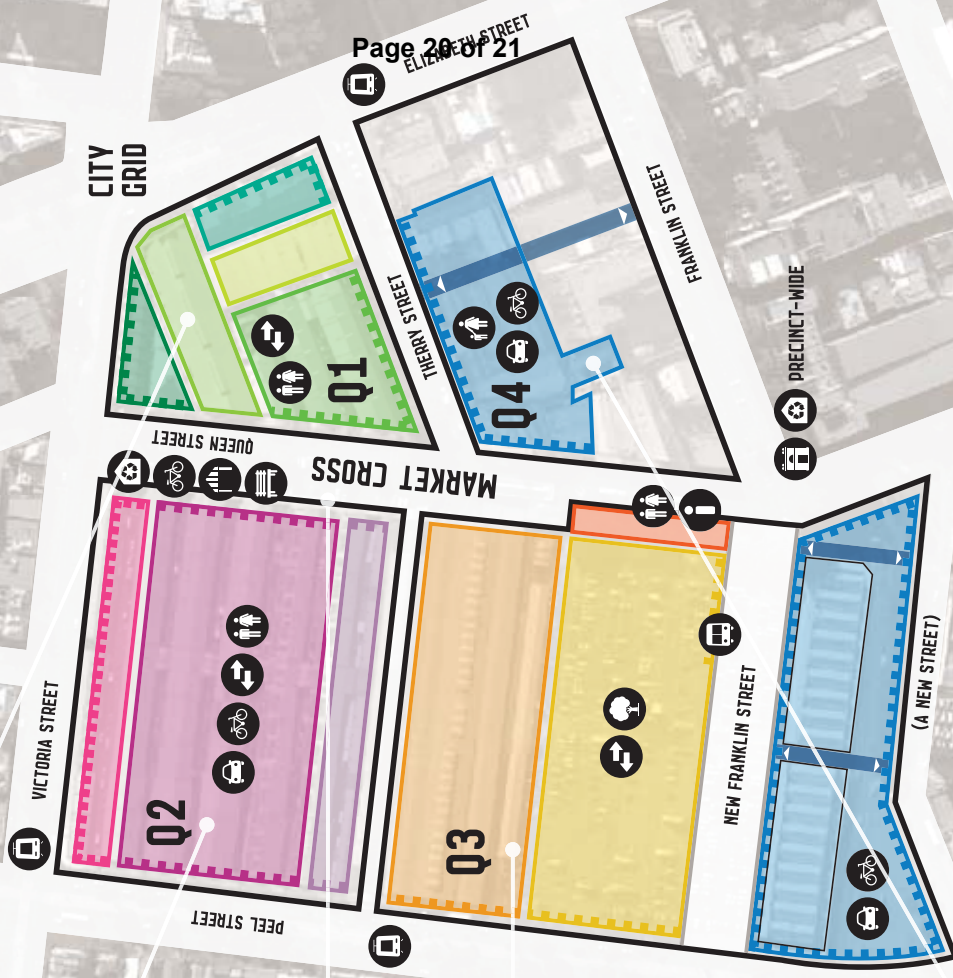 ELIZABETH STREET
Page 20 of 21
CITY
GRID
FRANKLIN STREET
THERRY STREET
PRECINCT-WIDE
Q1
Q4
QUEEN STREET
MARKET CROSS
VICTORIA STREET
NEW FRANKLIN STREET
(A NEW STREET)
Q2
Q3
PEEL STREET